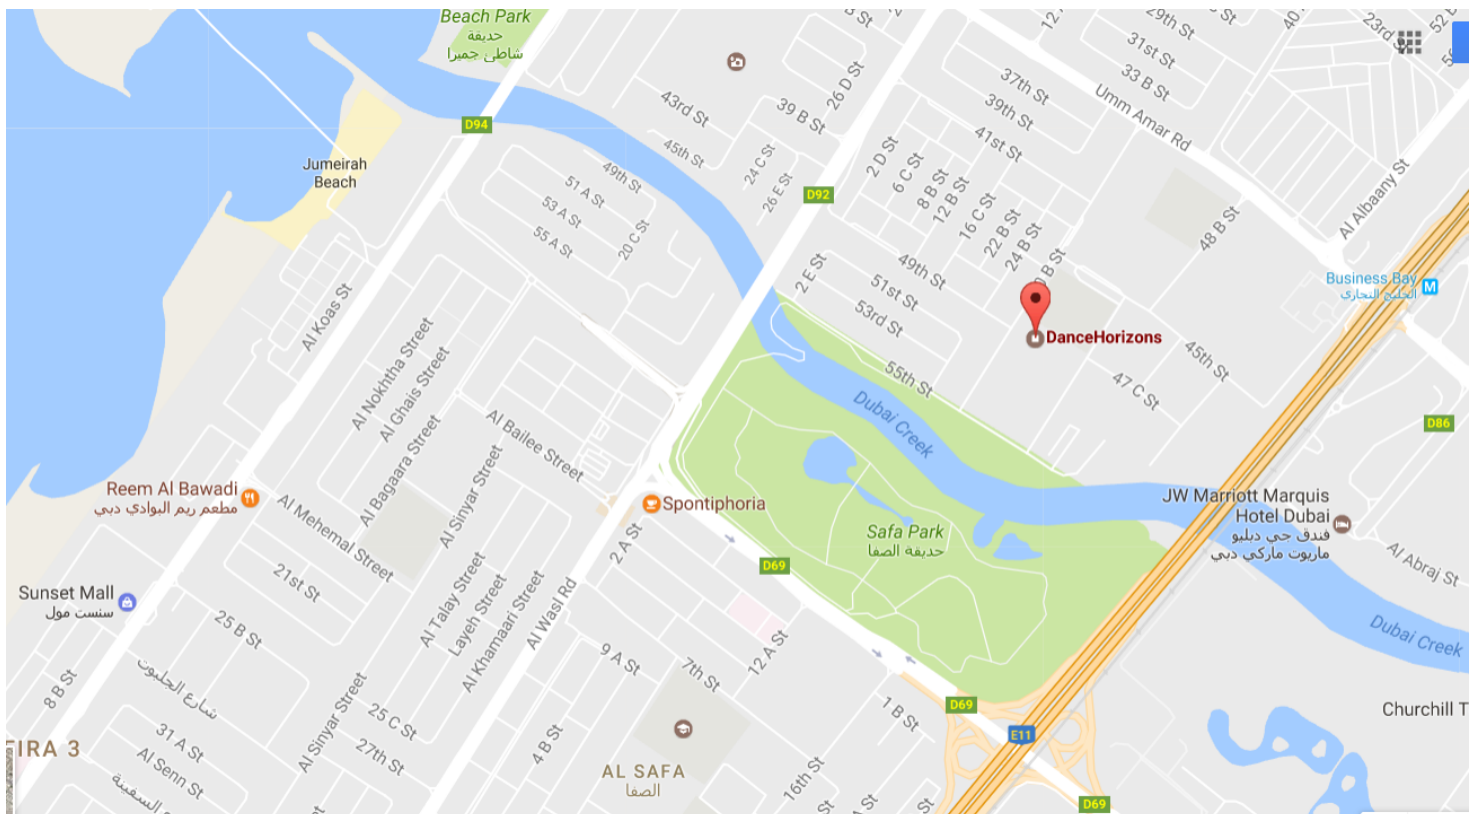 Beach Park
حديقة
شاطئ جميرا
B St
29th St
31st St
33 B St
23rd St
37th St
39th St
41st St
Umm Amar Rd
26 D St
39 B St
43rd St
45th St
49th St
D94
Jumeirah
Beach
51 A St
53 A St
55 A St
20 C St
24 C St
26 E St
D92
2 D St
6 C St
8 B St
12 B St
16 C St
22 B St
24 B St
48 B St
Al Albaany St
2 E St
49th St
51st St
53rd St
55th St
Business Bay
الخليج التجاري
M
DanceHorizons
45th St
47 C St
D86
Al Koas St
Al Nokhtha Street
Al Ghais Street
Al Bagaara Street
Al Bailee Street
Al Sinyar Street
Dubai Creek
Reem Al Bawadi
مطعم ريم البوادي دبي
Al Mehemal Street
Spontiphoria
Safa Park
حديقة الصفا
JW Marriott Marquis
Hotel Dubai
فندق جي دبليو
ماريوت ماركي دبي
Al Abraj St
2 A St
D69
Sunset Mall
سنست مول
21st St
25 B St
Al Talay Street
Layeh Street
Al Khamaari Street
Al Wasl Rd
Dubai Creek
9 A St
7th St
12 A St
شارع الجلبوت
8 B St
Al Sinyar Street
25 C St
27th St
31 A St
Al Senn St
السفينة
EIRA 3
4 B St
AL SAFA
الصفا
1 B St
16th St
D69
E11
D69
Churchill T